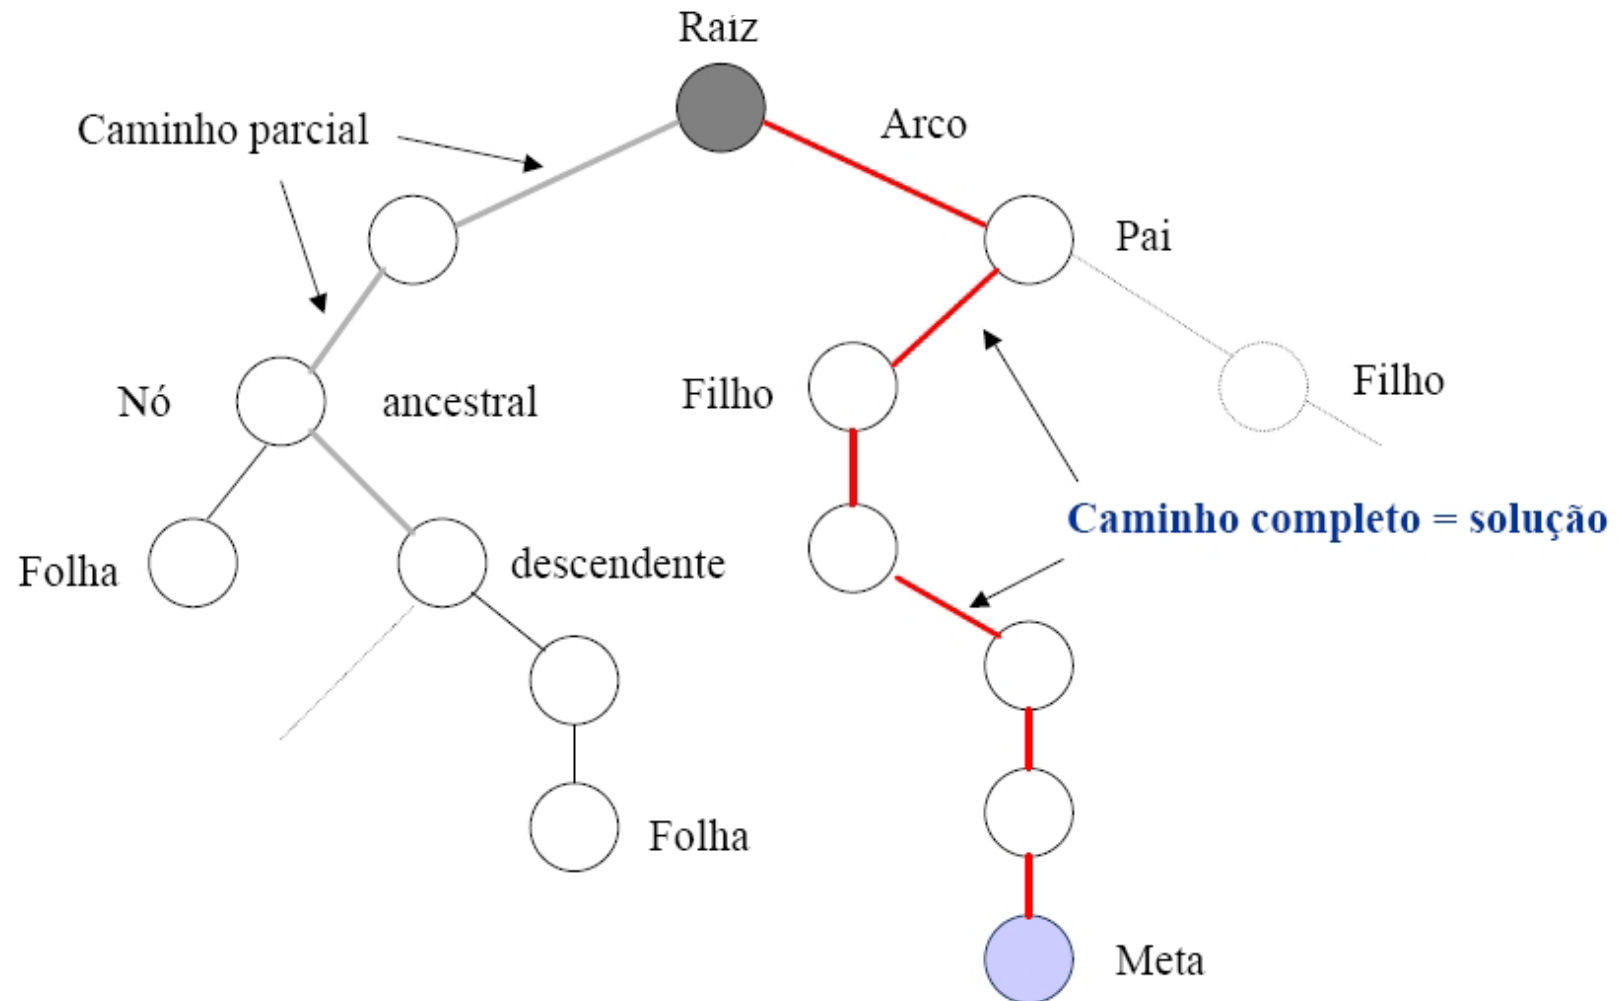 Raiz
Caminho parcial
Arco
Pai
Nó
ancestral
Filho
Filho
Caminho completo = solução
Folha
descendente
Folha
Meta